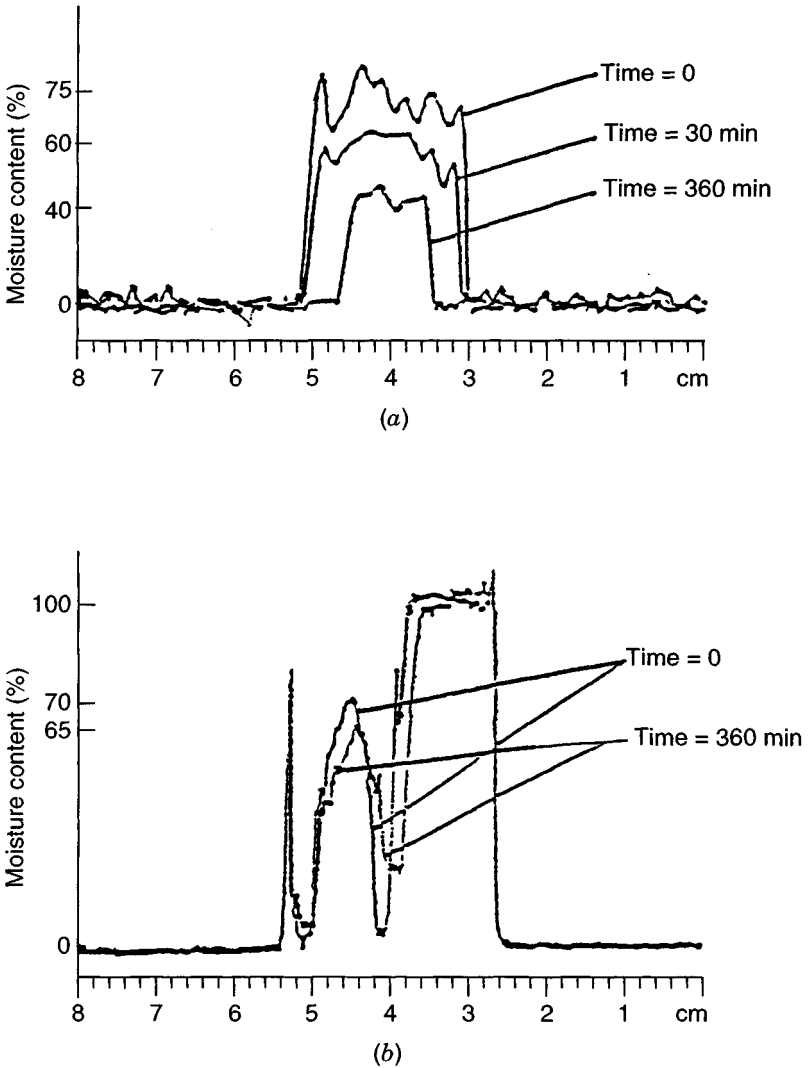 Moisture content (%)
75
60
40
0
Time = 0
Time = 30 min
Time = 360 min
8 7 6 5 4 3 2 1 cm
(a)
Moisture content (%)
100
70
65
0
Time = 0
Time = 360 min
8 7 6 5 4 3 2 1 cm
(b)